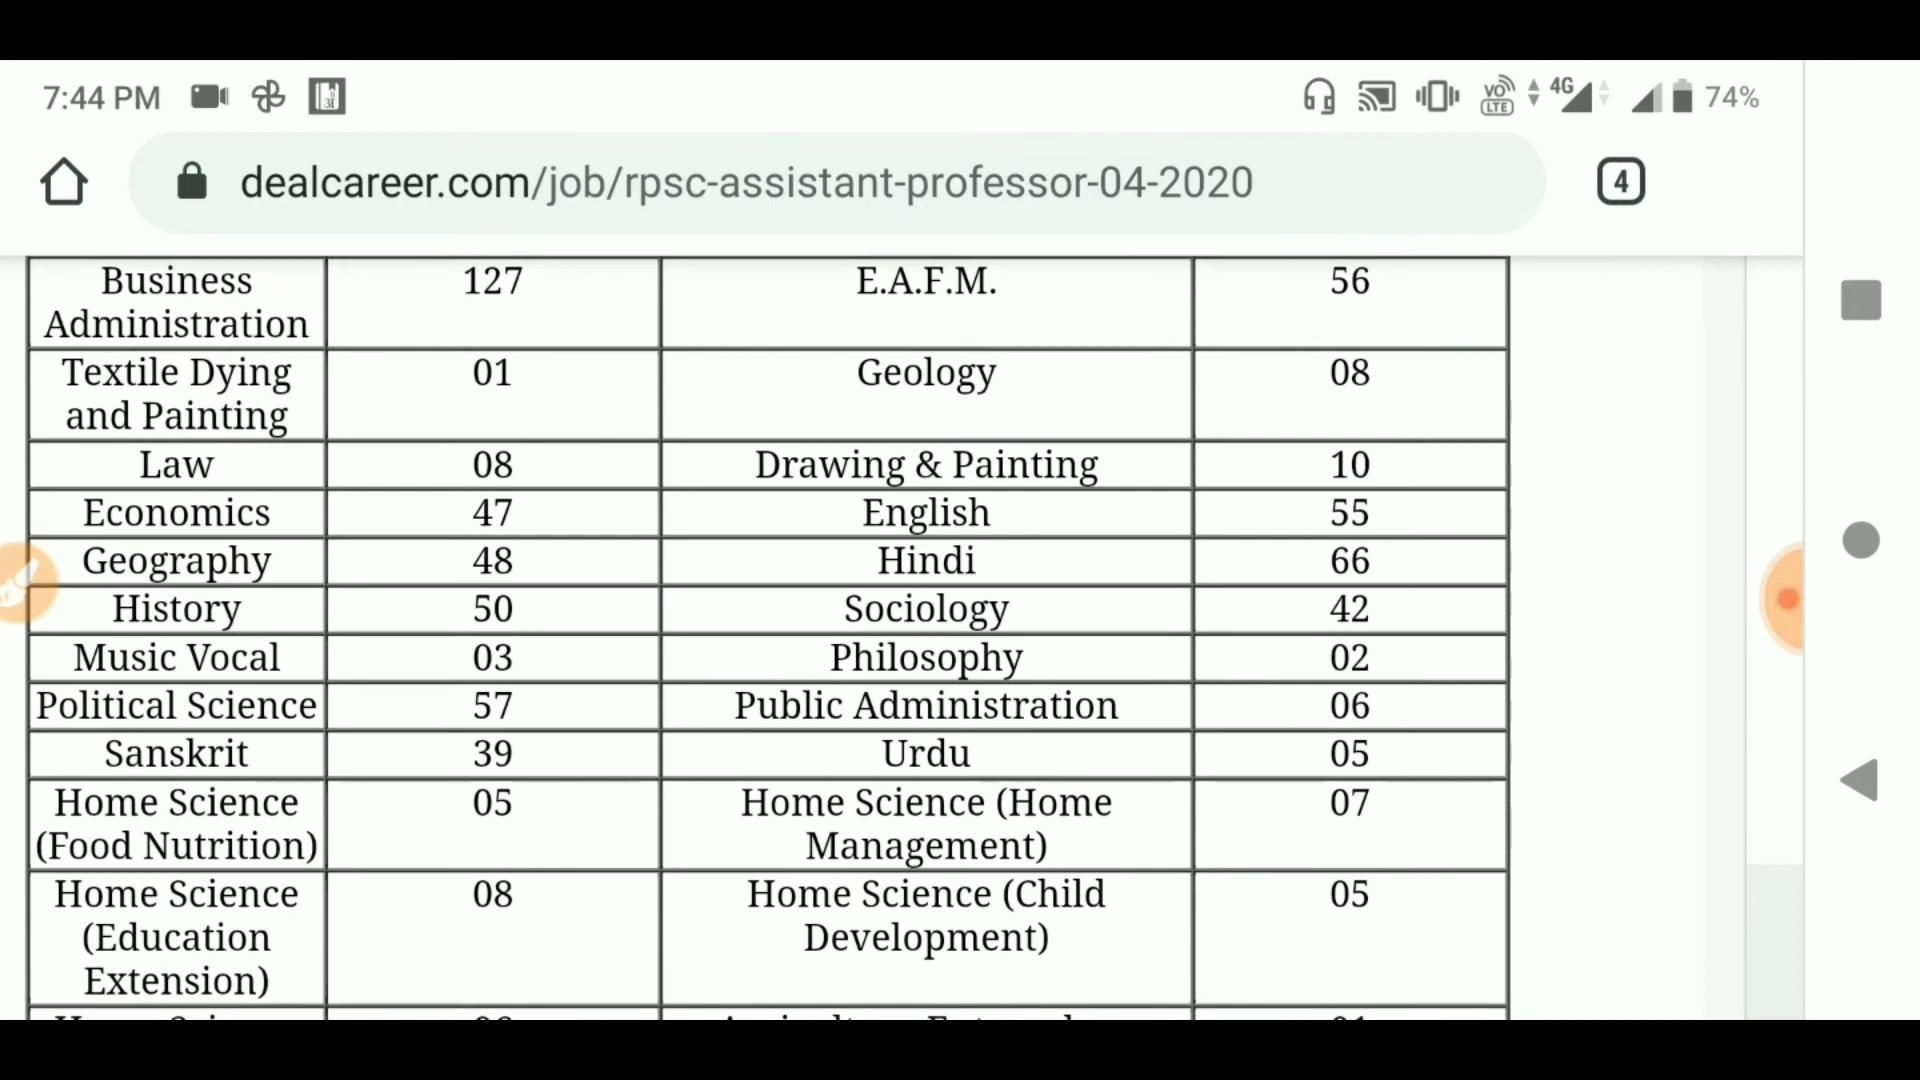 7:44 PM
31
VO LTE
4G
74%
dealcareer.com/job/rpsc-assistant-professor-04-2020
4
Business 127 E.A.F.M. 56
Administration
Textile Dying 01 Geology 08
and Painting
Law 08 Drawing & Painting 10
Economics 47 English 55
Geography 48 Hindi 66
History 50 Sociology 42
Music Vocal 03 Philosophy 02
Political Science 57 Public Administration 06
Sanskrit 39 Urdu 05
Home Science 05 Home Science (Home 07
(Food Nutrition) Management)
Home Science 08 Home Science (Child 05
(Education Development)
Extension)